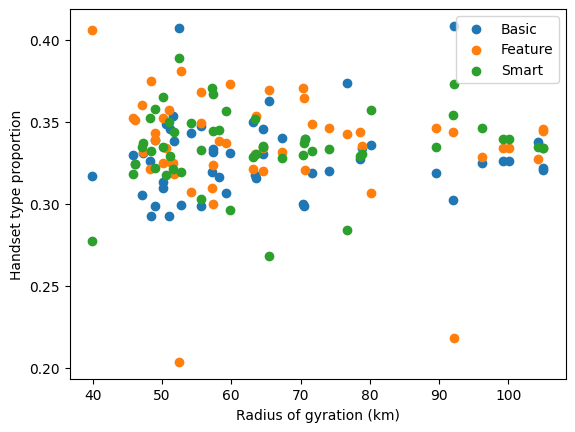 0.40
0.35
0.30
0.25
0.20
Handset type proportion
Basic
Feature
Smart
40 50 60 70 80 90 100
Radius of gyration (km)